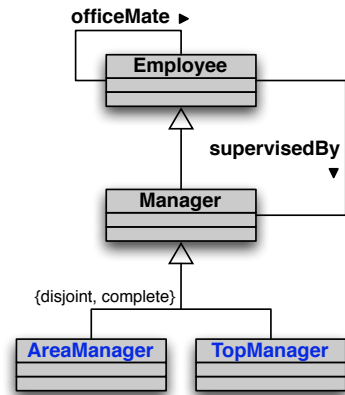 officeMate ▸
Employee
supervisedBy
▾
Manager
{disjoint, complete}
AreaManager
TopManager